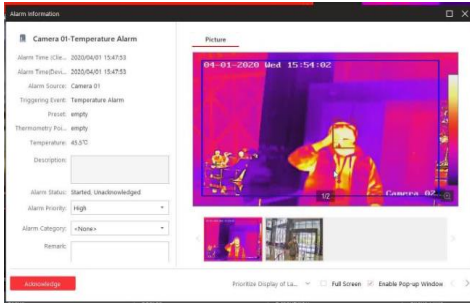 Alarm Information
Camera 01-Temperature Alarm
Alarm Time (Clie... 2020/04/01 15:47:53
Alarm Time(Devi... 2020/04/01 15:47:53
Alarm Source: Camera 01
Triggering Event: Temperature Alarm
Preset: empty
Thermometry Poi... empty
Temperature: 45.5℃
Description:
Alarm Status: Started, Unacknowledged
Alarm Priority: High
Alarm Category: <None>
Remark:
Acknowledge
Picture
04-01-2020 Wed 15:54:02
Camera 02
1/2
Prioritize Display of La...
Full Screen
Enable Pop-up Window